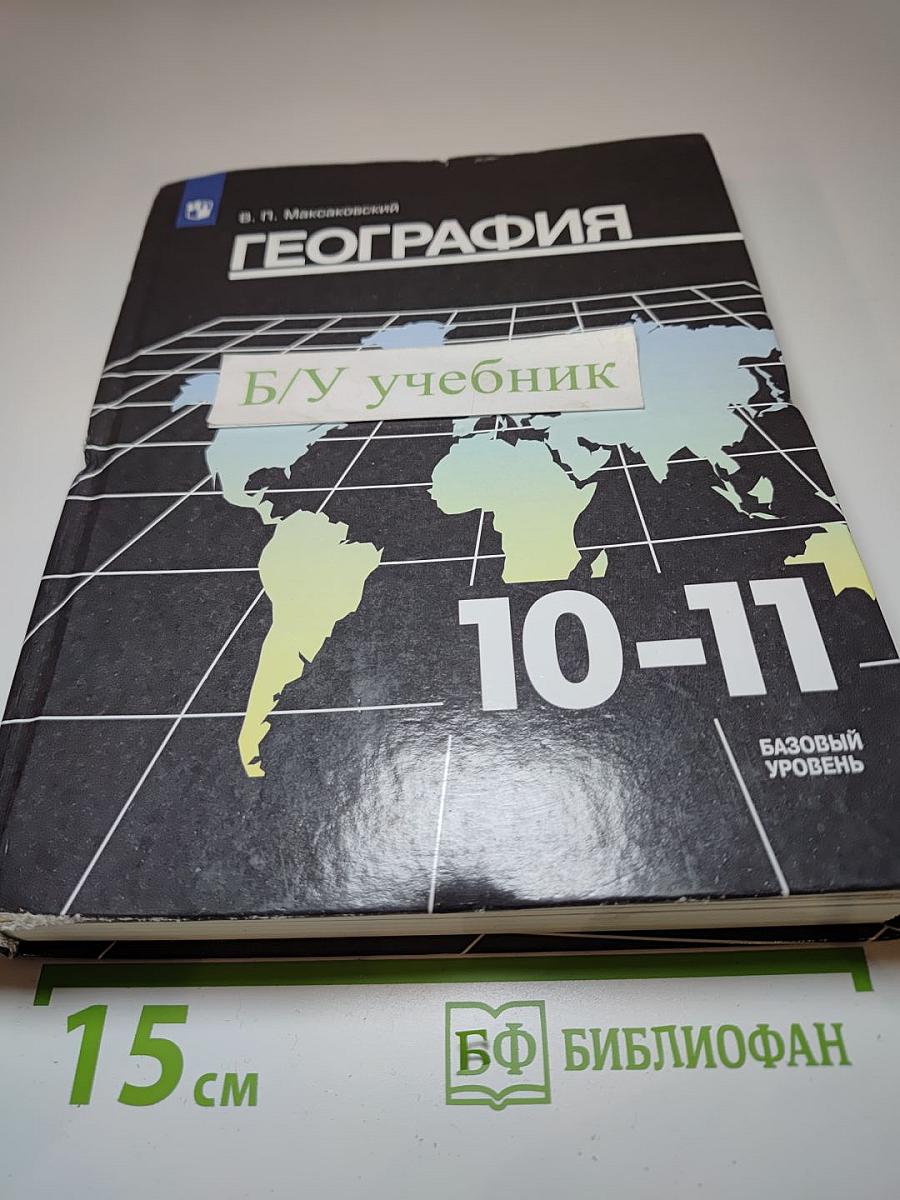 В. П. Максаковский
ГЕОГРАФИЯ
Б/У учебник
10–11
БАЗОВЫЙ
УРОВЕНЬ
15 см
БФ БИБЛИОФАН